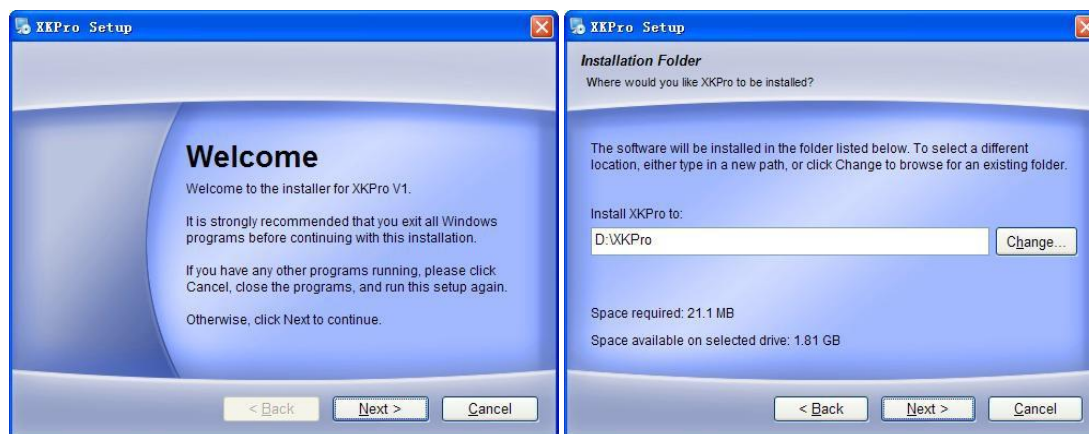 XKPro Setup
Welcome
Welcome to the installer for XKPro V1.
It is strongly recommended that you exit all Windows
programs before continuing with this installation.
If you have any other programs running, please click
Cancel, close the programs, and run this setup again.
Otherwise, click Next to continue.
< Back
Next >
Cancel
XKPro Setup
Installation Folder
Where would you like XKPro to be installed?
The software will be installed in the folder listed below. To select a different
location, either type in a new path, or click Change to browse for an existing folder.
Install XKPro to:
D:\XKPro
Change...
Space required: 21.1 MB
Space available on selected drive: 1.81 GB
< Back
Next >
Cancel